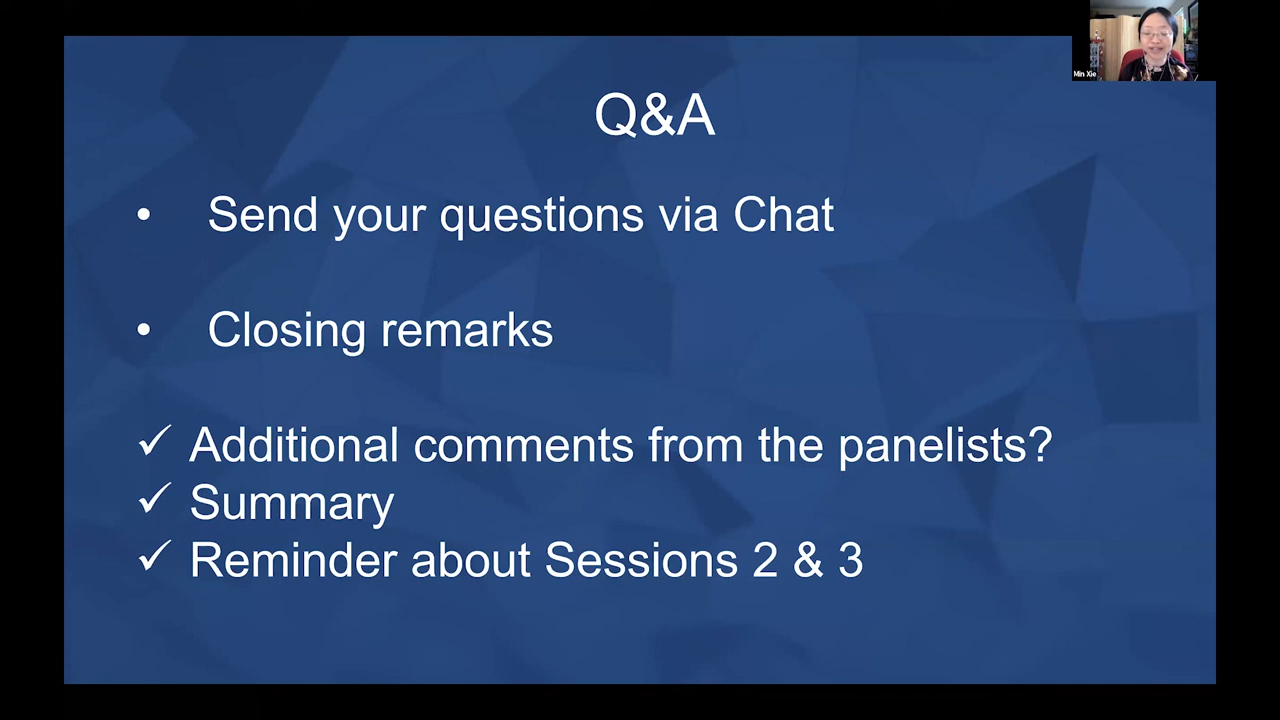 Min Xie
Q&A
• Send your questions via Chat
• Closing remarks
✓ Additional comments from the panelists?
✓ Summary
✓ Reminder about Sessions 2 & 3